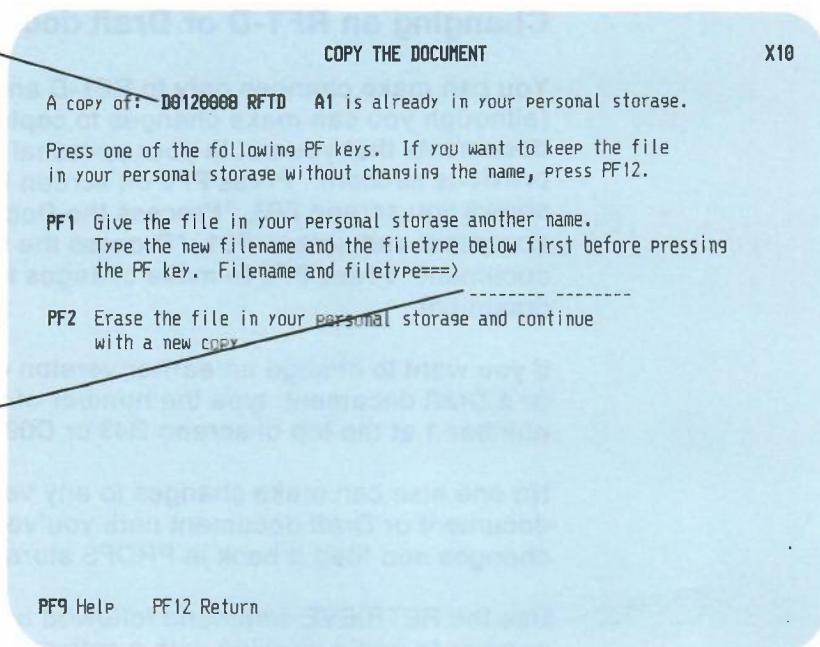 COPY THE DOCUMENT X10
A copy of: D0120008 RFTD A1 is already in your personal storage.
Press one of the following PF keys. If you want to keep the file
in your personal storage without changing the name, press PF12.
PF1 Give the file in your personal storage another name.
Type the new filename and the filetype below first before pressing
the PF key. Filename and filetype===>
-------- --------
PF2 Erase the file in your personal storage and continue
with a new copy
PF9 Help PF12 Return